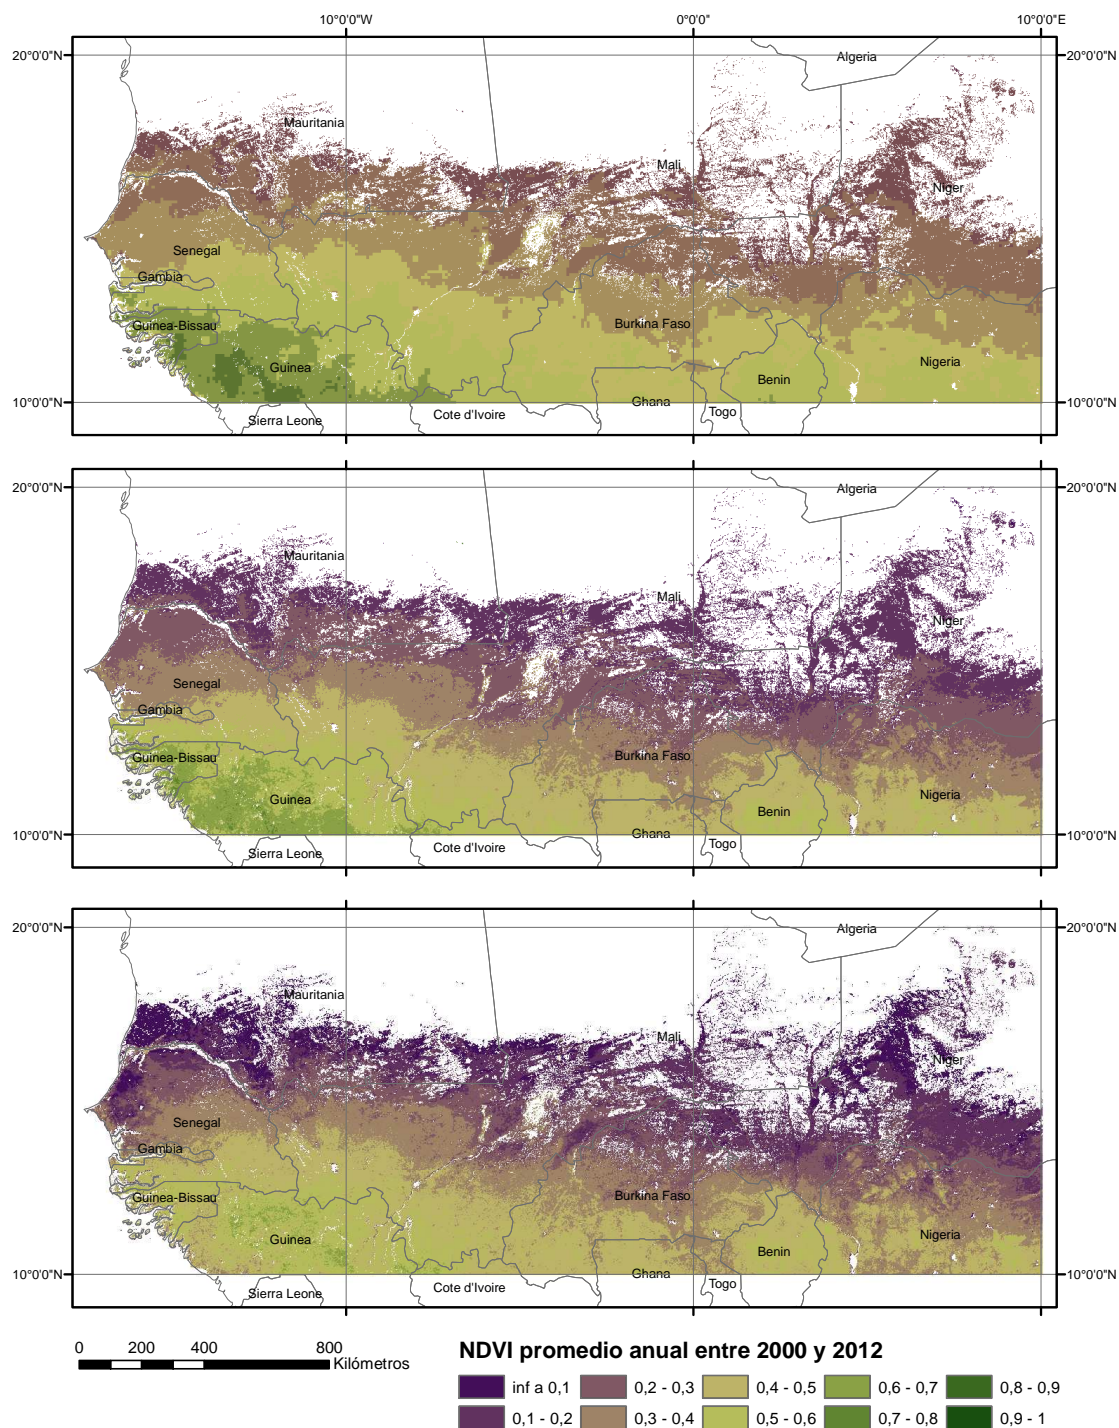 10°0'0"W 0°0'0" 10°0'0"E
20°0'0"N 20°0'0"N
Algeria
Mauritania
Mali
Niger
Senegal
Gambia
Guinea-Bissau
Burkina Faso
Guinea
Nigeria
Benin
Ghana
10°0'0"N 10°0'0"N
Sierra Leone
Cote d'Ivoire
Togo
20°0'0"N 20°0'0"N
Algeria
Mauritania
Mali
Niger
Senegal
Gambia
Guinea-Bissau
Burkina Faso
Guinea
Nigeria
Benin
Ghana
10°0'0"N 10°0'0"N
Sierra Leone
Cote d'Ivoire
Togo
20°0'0"N 20°0'0"N
Algeria
Mauritania
Mali
Niger
Senegal
Gambia
Guinea-Bissau
Burkina Faso
Guinea
Nigeria
Benin
Ghana
10°0'0"N 10°0'0"N
Sierra Leone
Cote d'Ivoire
Togo
0 200 400 800
Kilómetros
NDVI promedio anual entre 2000 y 2012
inf a 0,1 0,2 - 0,3 0,4 - 0,5 0,6 - 0,7 0,8 - 0,9
0,1 - 0,2 0,3 - 0,4 0,5 - 0,6 0,7 - 0,8 0,9 - 1